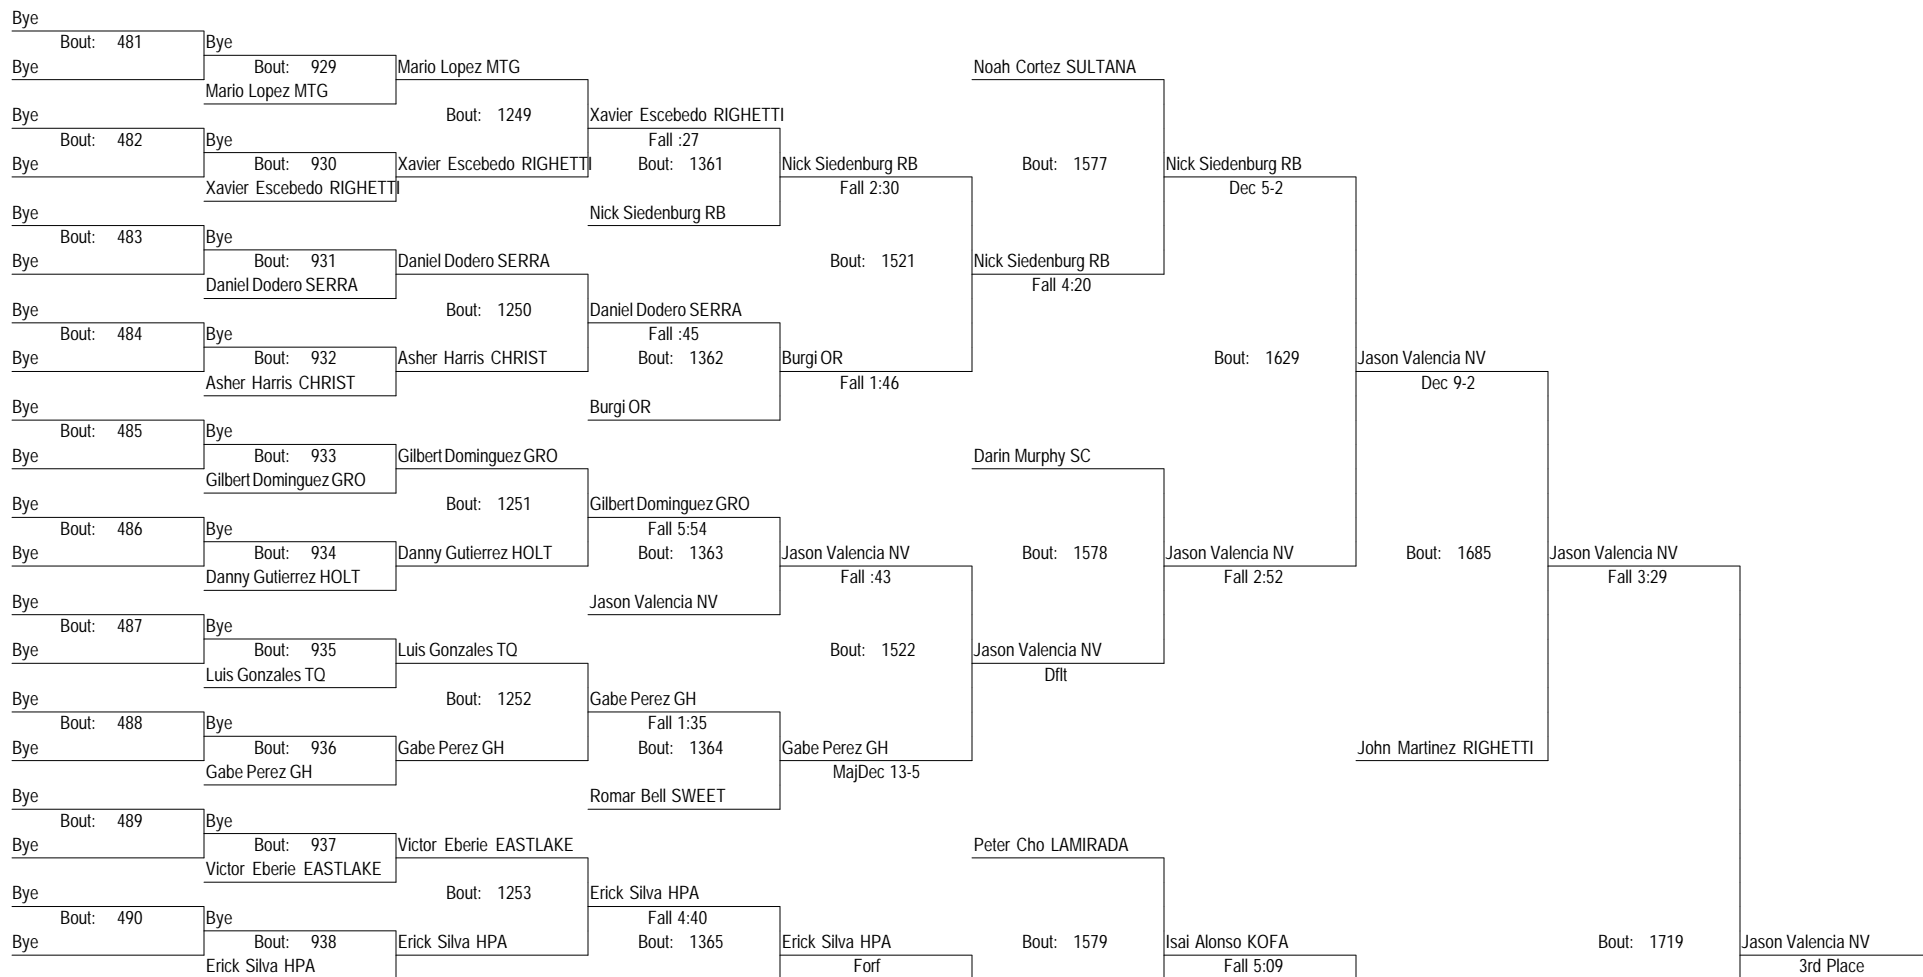 Bye
Bout: 481 Bye
Bye Bout: 929 Mario Lopez MTG Noah Cortez SULTANA
Mario Lopez MTG
Bye Bout: 1249 Xavier Escebedo RIGHETTI
Bout: 482 Bye Fall :27
Bye Bout: 930 Xavier Escebedo RIGHETTI Bout: 1361 Nick Siedenburg RB Bout: 1577 Nick Siedenburg RB
Xavier Escebedo RIGHETTI Fall 2:30 Dec 5-2
Bye Nick Siedenburg RB
Bout: 483 Bye
Bye Bout: 931 Daniel Dodero SERRA Bout: 1521 Nick Siedenburg RB
Daniel Dodero SERRA Fall 4:20
Bye Bout: 1250 Daniel Dodero SERRA
Bout: 484 Bye Fall :45
Bye Bout: 932 Asher Harris CHRIST Bout: 1362 Burgi OR Bout: 1629 Jason Valencia NV
Asher Harris CHRIST Fall 1:46 Dec 9-2
Bye Burgi OR
Bout: 485 Bye
Bye Bout: 933 Gilbert Dominguez GRO Darin Murphy SC
Gilbert Dominguez GRO
Bye Bout: 1251 Gilbert Dominguez GRO
Bout: 486 Bye Fall 5:54
Bye Bout: 934 Danny Gutierrez HOLT Bout: 1363 Jason Valencia NV Bout: 1578 Jason Valencia NV Bout: 1685 Jason Valencia NV
Danny Gutierrez HOLT Fall :43 Fall 2:52 Fall 3:29
Bye Jason Valencia NV
Bout: 487 Bye
Bye Bout: 935 Luis Gonzales TQ Bout: 1522 Jason Valencia NV
Luis Gonzales TQ Dflt
Bye Bout: 1252 Gabe Perez GH
Bout: 488 Bye Fall 1:35
Bye Bout: 936 Gabe Perez GH Bout: 1364 Gabe Perez GH John Martinez RIGHETTI
Gabe Perez GH MajDec 13-5
Bye Romar Bell SWEET
Bout: 489 Bye
Bye Bout: 937 Victor Eberie EASTLAKE Peter Cho LAMIRADA
Victor Eberie EASTLAKE
Bye Bout: 1253 Erick Silva HPA
Bout: 490 Bye Fall 4:40
Bye Bout: 938 Erick Silva HPA Bout: 1365 Erick Silva HPA Bout: 1579 Isai Alonso KOFA Bout: 1719 Jason Valencia NV
Erick Silva HPA Forf Fall 5:09 3rd Place